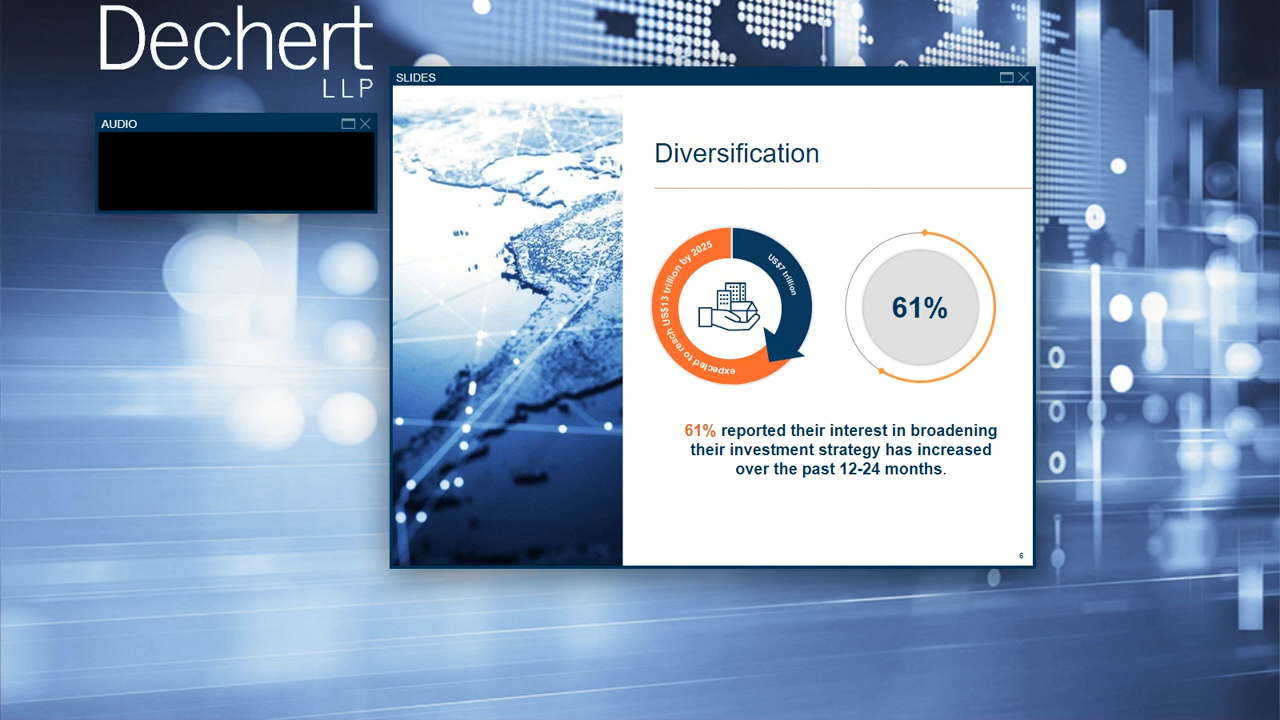 Dechert
LLP
SLIDES
AUDIO
Diversification
US$7 trillion
expected to reach US$13 trillion by 2025
61%
61% reported their interest in broadening
their investment strategy has increased
over the past 12-24 months.
6